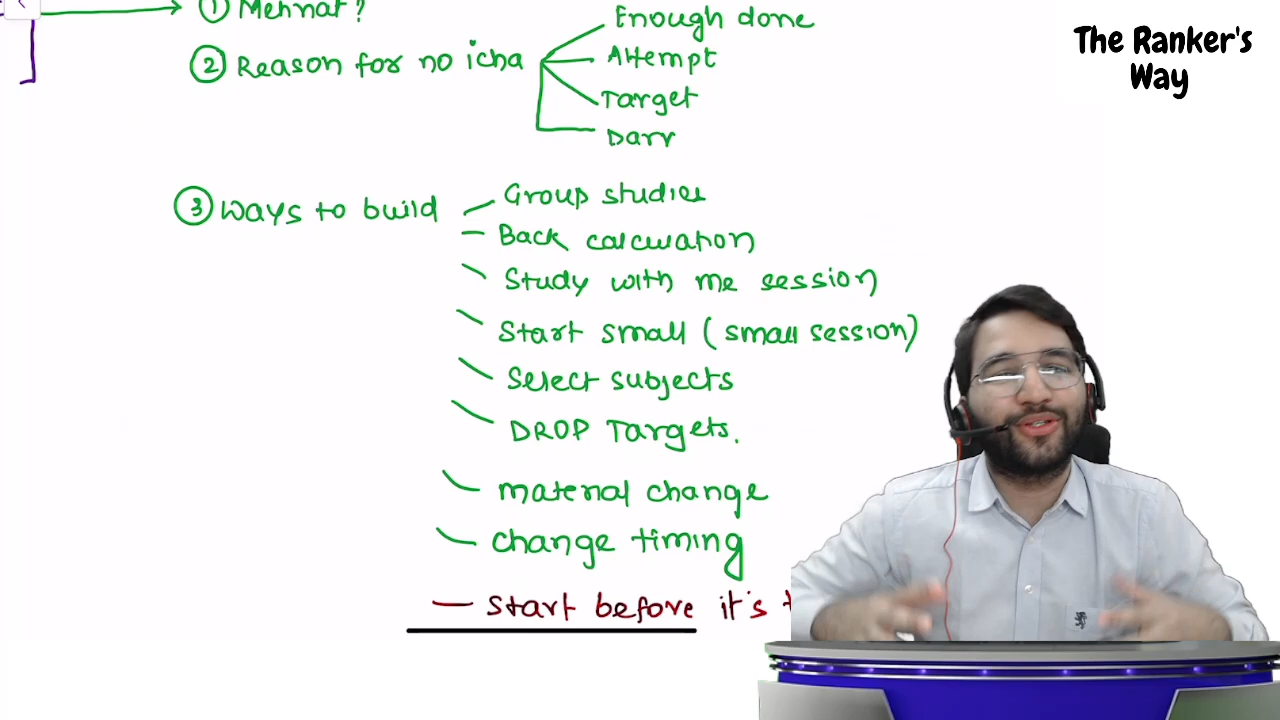 ① Mehnat?
② Reason for no icha
Enough done
Attempt
Target
Darr
③ Ways to build
Group studies
Back calculation
Study with me session
Start small (small session)
Select subjects
DROP Targets.
material change
change timing
Start before it's
The Ranker's
Way